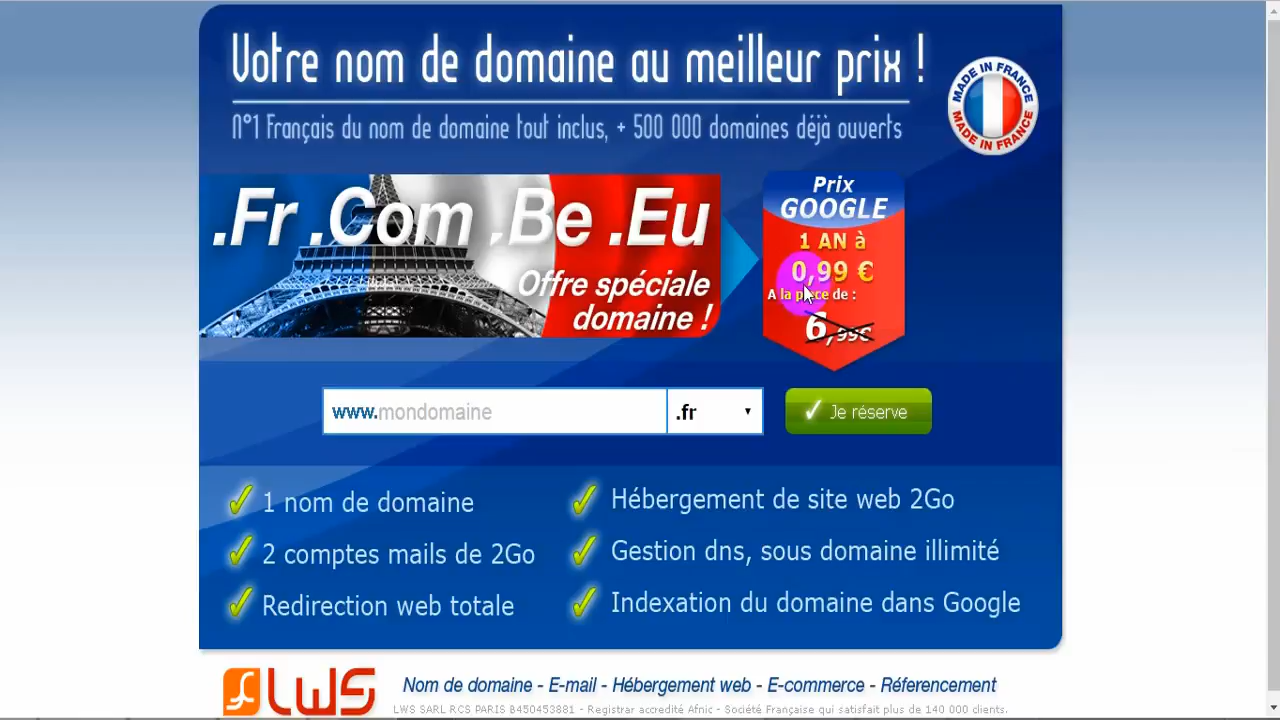 Votre nom de domaine au meilleur prix !
N°1 Français du nom de domaine tout inclus, + 500 000 domaines déjà ouverts
MADE IN FRANCE
MADE IN FRANCE
.Fr .Com .Be .Eu
Offre spéciale
domaine !
Prix
GOOGLE
1 AN à
0,99 €
A la place de :
6,99€
www.mondomaine
.fr
Je réserve
1 nom de domaine
2 comptes mails de 2Go
Redirection web totale
Hébergement de site web 2Go
Gestion dns, sous domaine illimité
Indexation du domaine dans Google
LWS
Nom de domaine - E-mail - Hébergement web - E-commerce - Réferencement
LWS SARL RCS PARIS B450453881 - Registrar accredité Afnic - Société Française qui satisfait plus de 140 000 clients.